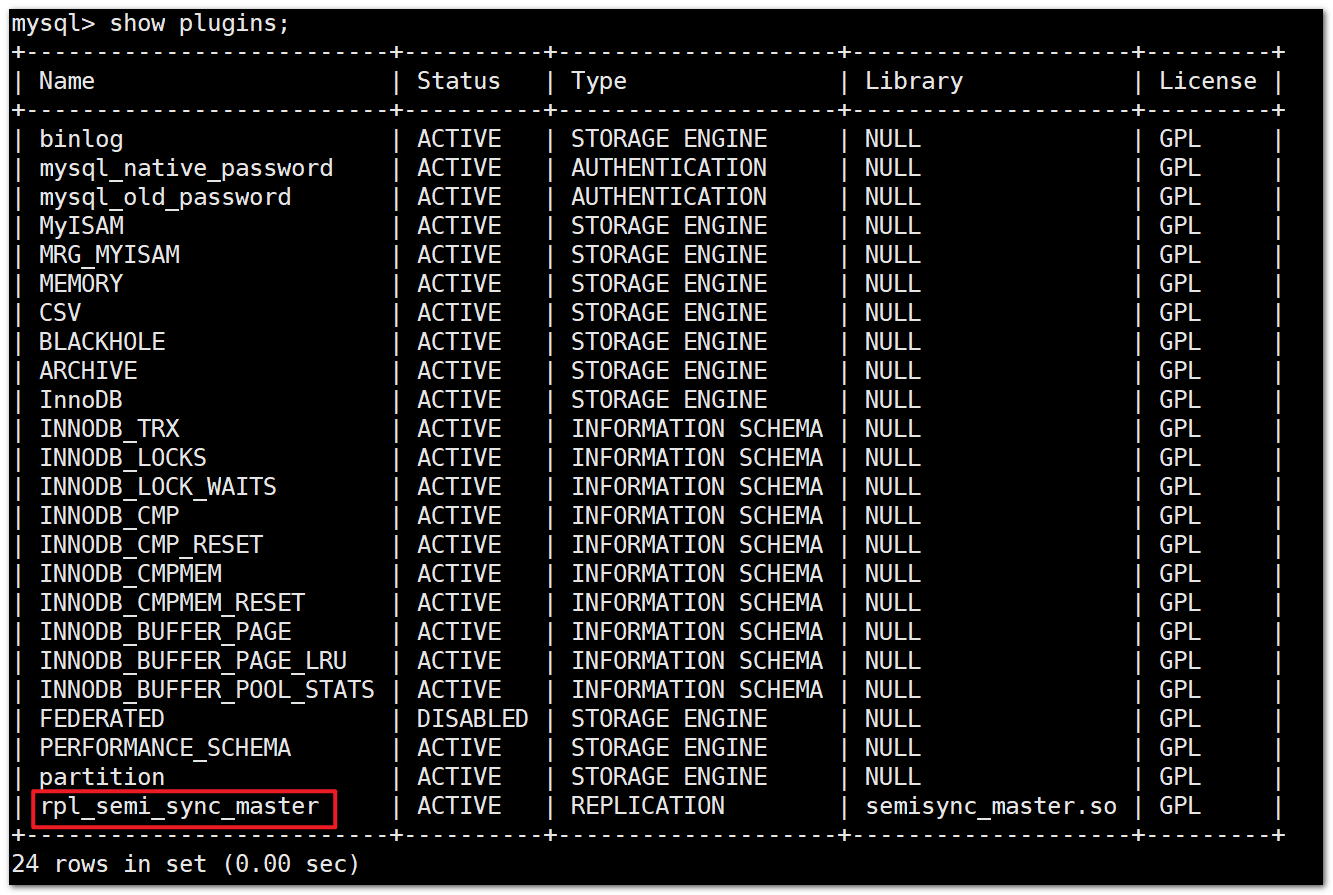 mysql> show plugins;
+--------------------------+----------+--------------------+--------------------+---------+
| Name                     | Status   | Type               | Library            | License |
+--------------------------+----------+--------------------+--------------------+---------+
| binlog                   | ACTIVE   | STORAGE ENGINE     | NULL               | GPL     |
| mysql_native_password    | ACTIVE   | AUTHENTICATION     | NULL               | GPL     |
| mysql_old_password       | ACTIVE   | AUTHENTICATION     | NULL               | GPL     |
| MyISAM                   | ACTIVE   | STORAGE ENGINE     | NULL               | GPL     |
| MRG_MYISAM               | ACTIVE   | STORAGE ENGINE     | NULL               | GPL     |
| MEMORY                   | ACTIVE   | STORAGE ENGINE     | NULL               | GPL     |
| CSV                      | ACTIVE   | STORAGE ENGINE     | NULL               | GPL     |
| BLACKHOLE                | ACTIVE   | STORAGE ENGINE     | NULL               | GPL     |
| ARCHIVE                  | ACTIVE   | STORAGE ENGINE     | NULL               | GPL     |
| InnoDB                   | ACTIVE   | STORAGE ENGINE     | NULL               | GPL     |
| INNODB_TRX               | ACTIVE   | INFORMATION SCHEMA | NULL               | GPL     |
| INNODB_LOCKS             | ACTIVE   | INFORMATION SCHEMA | NULL               | GPL     |
| INNODB_LOCK_WAITS        | ACTIVE   | INFORMATION SCHEMA | NULL               | GPL     |
| INNODB_CMP               | ACTIVE   | INFORMATION SCHEMA | NULL               | GPL     |
| INNODB_CMP_RESET         | ACTIVE   | INFORMATION SCHEMA | NULL               | GPL     |
| INNODB_CMPMEM            | ACTIVE   | INFORMATION SCHEMA | NULL               | GPL     |
| INNODB_CMPMEM_RESET      | ACTIVE   | INFORMATION SCHEMA | NULL               | GPL     |
| INNODB_BUFFER_PAGE       | ACTIVE   | INFORMATION SCHEMA | NULL               | GPL     |
| INNODB_BUFFER_PAGE_LRU   | ACTIVE   | INFORMATION SCHEMA | NULL               | GPL     |
| INNODB_BUFFER_POOL_STATS | ACTIVE   | INFORMATION SCHEMA | NULL               | GPL     |
| FEDERATED                | DISABLED | STORAGE ENGINE     | NULL               | GPL     |
| PERFORMANCE_SCHEMA       | ACTIVE   | STORAGE ENGINE     | NULL               | GPL     |
| partition                | ACTIVE   | STORAGE ENGINE     | NULL               | GPL     |
| rpl_semi_sync_master     | ACTIVE   | REPLICATION        | semisync_master.so | GPL     |
+--------------------------+----------+--------------------+--------------------+---------+
24 rows in set (0.00 sec)